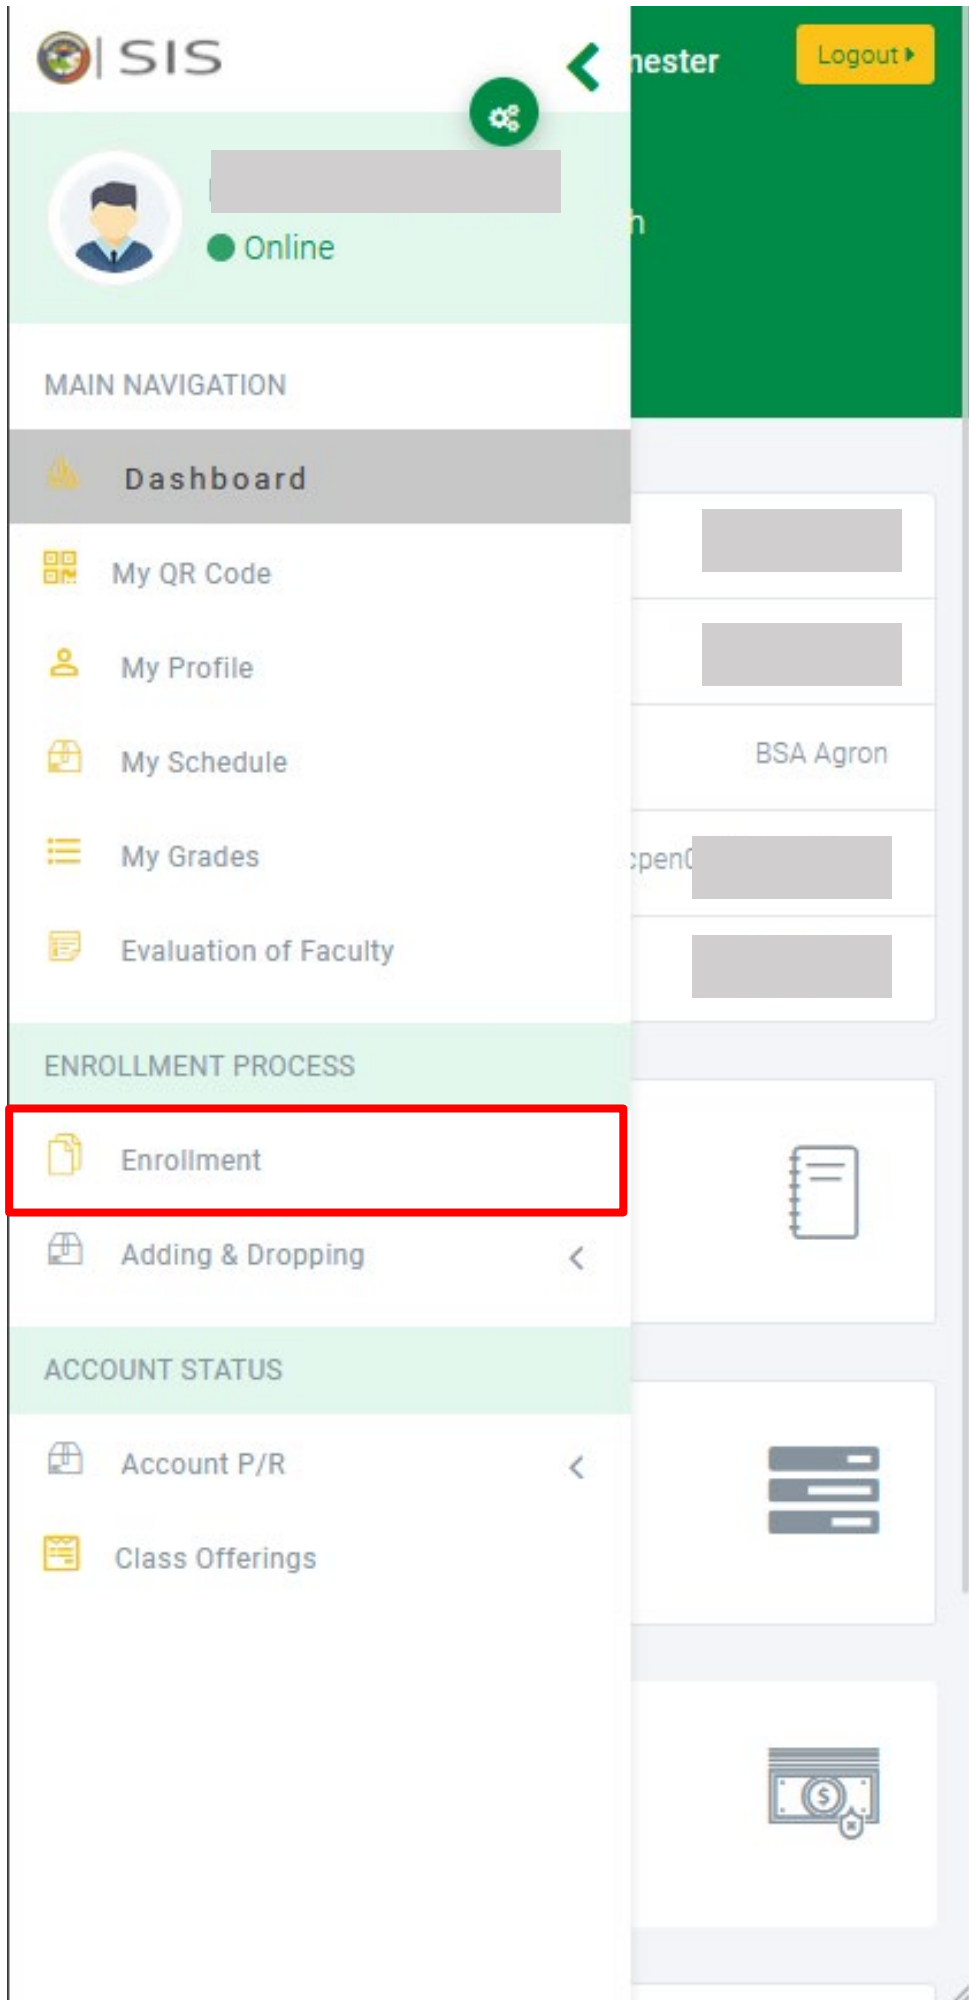 SIS
Logout
Online
MAIN NAVIGATION
Dashboard
My QR Code
My Profile
My Schedule
BSA Agron
My Grades
Evaluation of Faculty
ENROLLMENT PROCESS
Enrollment
Adding & Dropping
ACCOUNT STATUS
Account P/R
Class Offerings